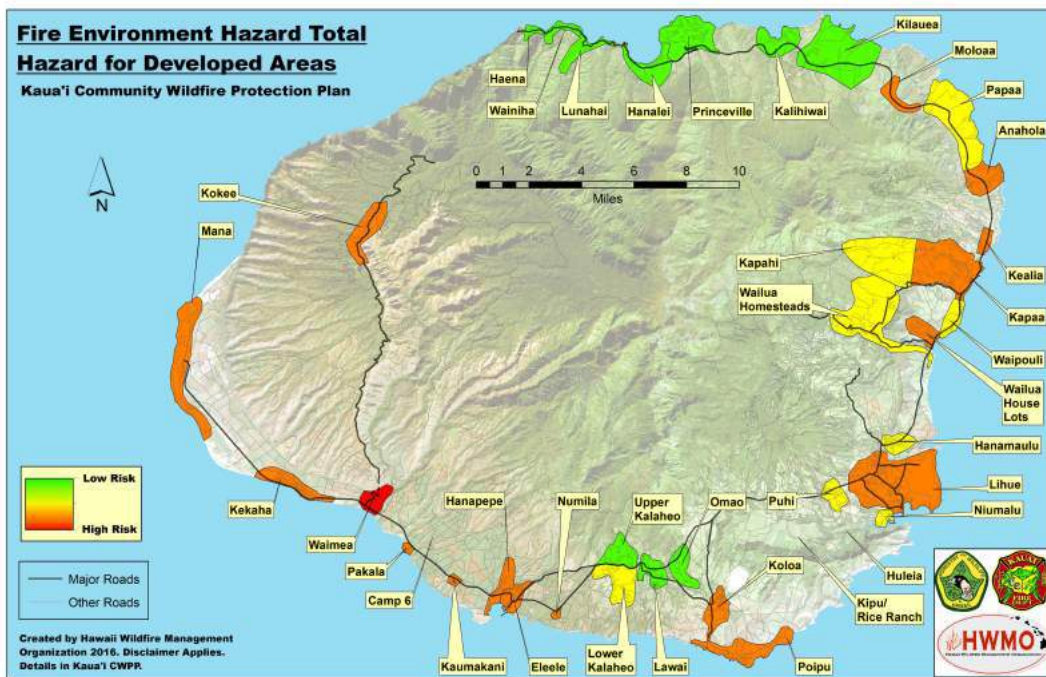 Fire Environment Hazard Total
Hazard for Developed Areas
Kaua'i Community Wildfire Protection Plan
Kilauea
Moloaa
Haena
Papaa
Wainiha
Lunahai
Hanalei
Princeville
Kalihiwai
Anahola
N
0 2 4 6 8 10
Miles
Kokee
Mana
Kapahi
Kealia
Wailua
Homesteads
Kapaa
Waipouli
Wailua
House
Lots
Hanamaulu
Low Risk
High Risk
Kekaha
Hanapepe
Numila
Upper
Kalaheo
Omao
Puhi
Lihue
Niumalu
Waimea
Pakala
Camp 6
Koloa
Huleia
Kipu/
Rice Ranch
Major Roads
Other Roads
Kaumakani
Eleele
Lower
Kalaheo
Lawai
Poipu
Created by Hawaii Wildfire Management
Organization 2016. Disclaimer Applies.
Details in Kaua'i CWPP.
KAUAI
FIRE
DEPT
HWMO